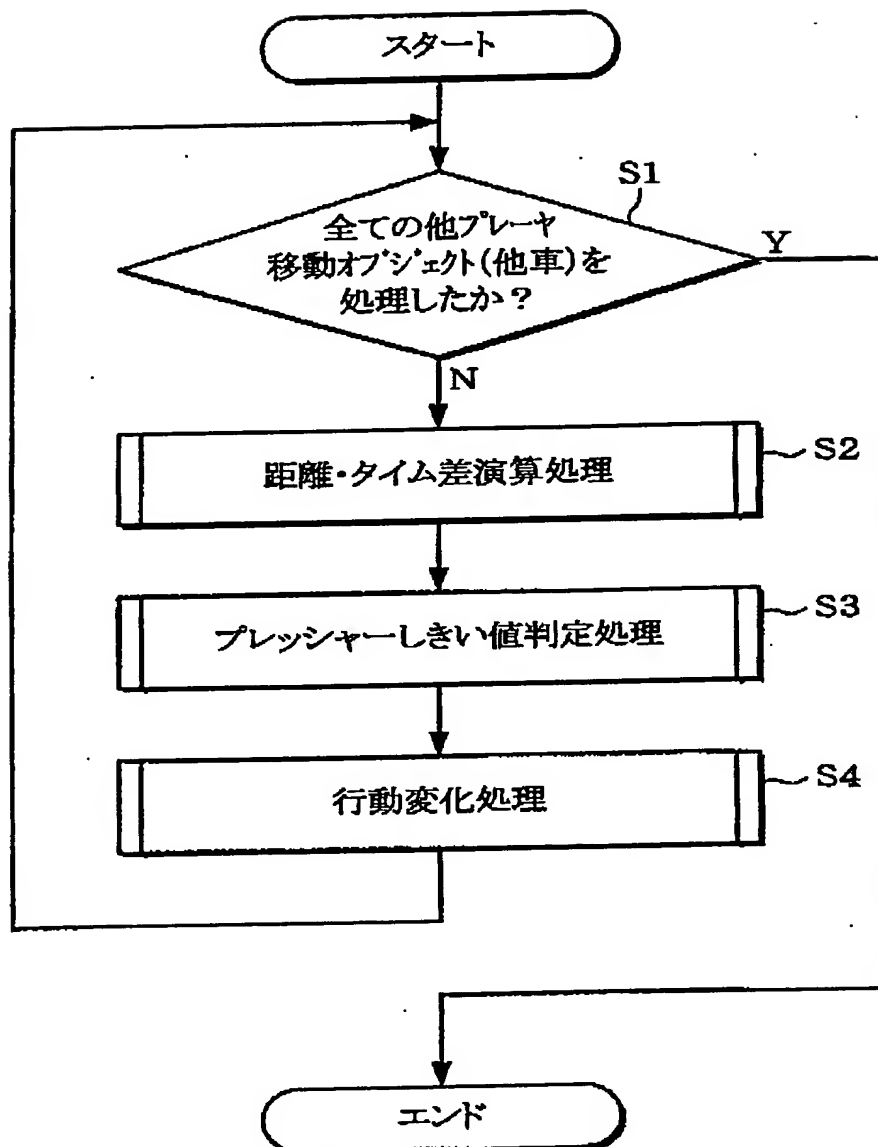 スタート
S1
全ての他プレーヤ
移動オブジェクト(他車)を
処理したか?
Y
N
距離・タイム差演算処理
S2
プレッシャーしきい値判定処理
S3
行動変化処理
S4
エンド